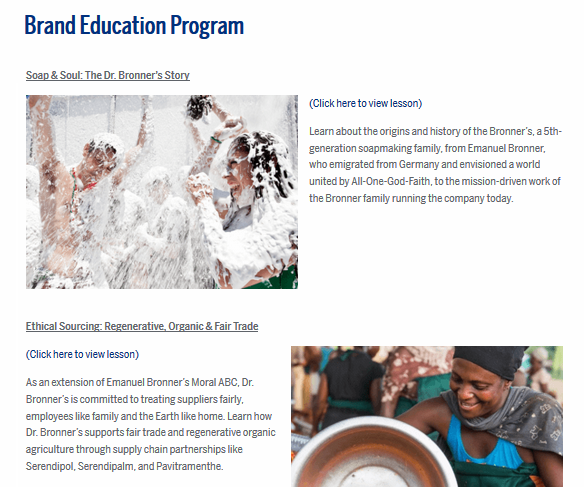 Brand Education Program
Soap & Soul: The Dr. Bronner's Story
(Click here to view lesson)
Learn about the origins and history of the Bronner's, a 5th-
generation soapmaking family, from Emanuel Bronner,
who emigrated from Germany and envisioned a world
united by All-One-God-Faith, to the mission-driven work of
the Bronner family running the company today.
Ethical Sourcing: Regenerative, Organic & Fair Trade
(Click here to view lesson)
As an extension of Emanuel Bronner's Moral ABC, Dr.
Bronner's is committed to treating suppliers fairly,
employees like family and the Earth like home. Learn how
Dr. Bronner's supports fair trade and regenerative organic
agriculture through supply chain partnerships like
Serendipol, Serendipalm, and Pavitramenthe.